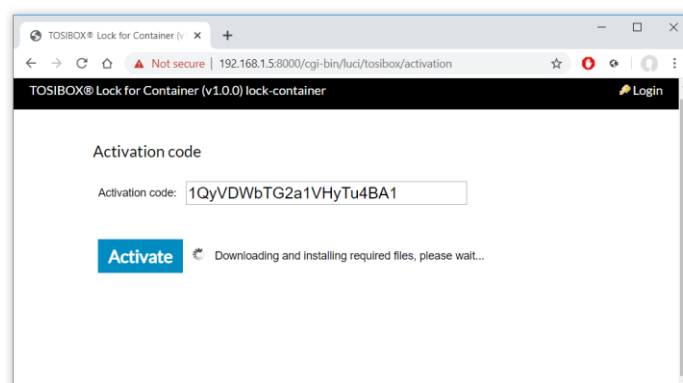 TOSIBOX® Lock for Container (v
Not secure | 192.168.1.5:8000/cgi-bin/luci/tosibox/activation
TOSIBOX® Lock for Container (v1.0.0) lock-container Login
Activation code
Activation code: 1QyVDWbTG2a1VHyTu4BA1
Activate Downloading and installing required files, please wait...